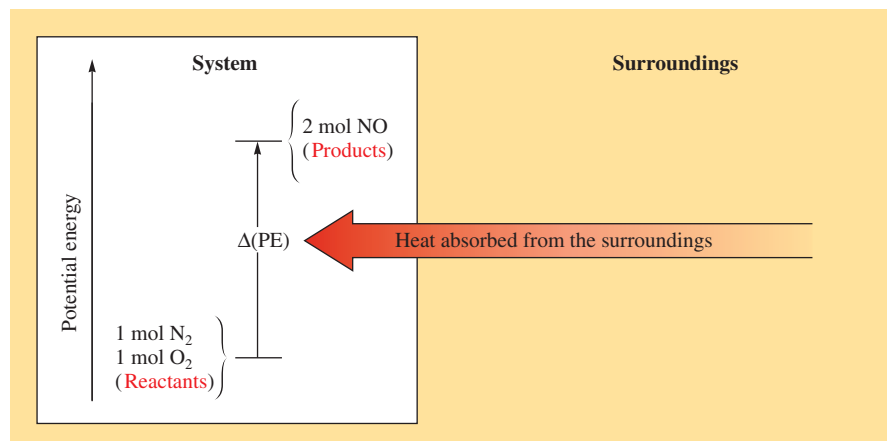 System
Surroundings
2 mol NO
(Products)
Potential energy
Δ(PE)
Heat absorbed from the surroundings
1 mol N₂
1 mol O₂
(Reactants)